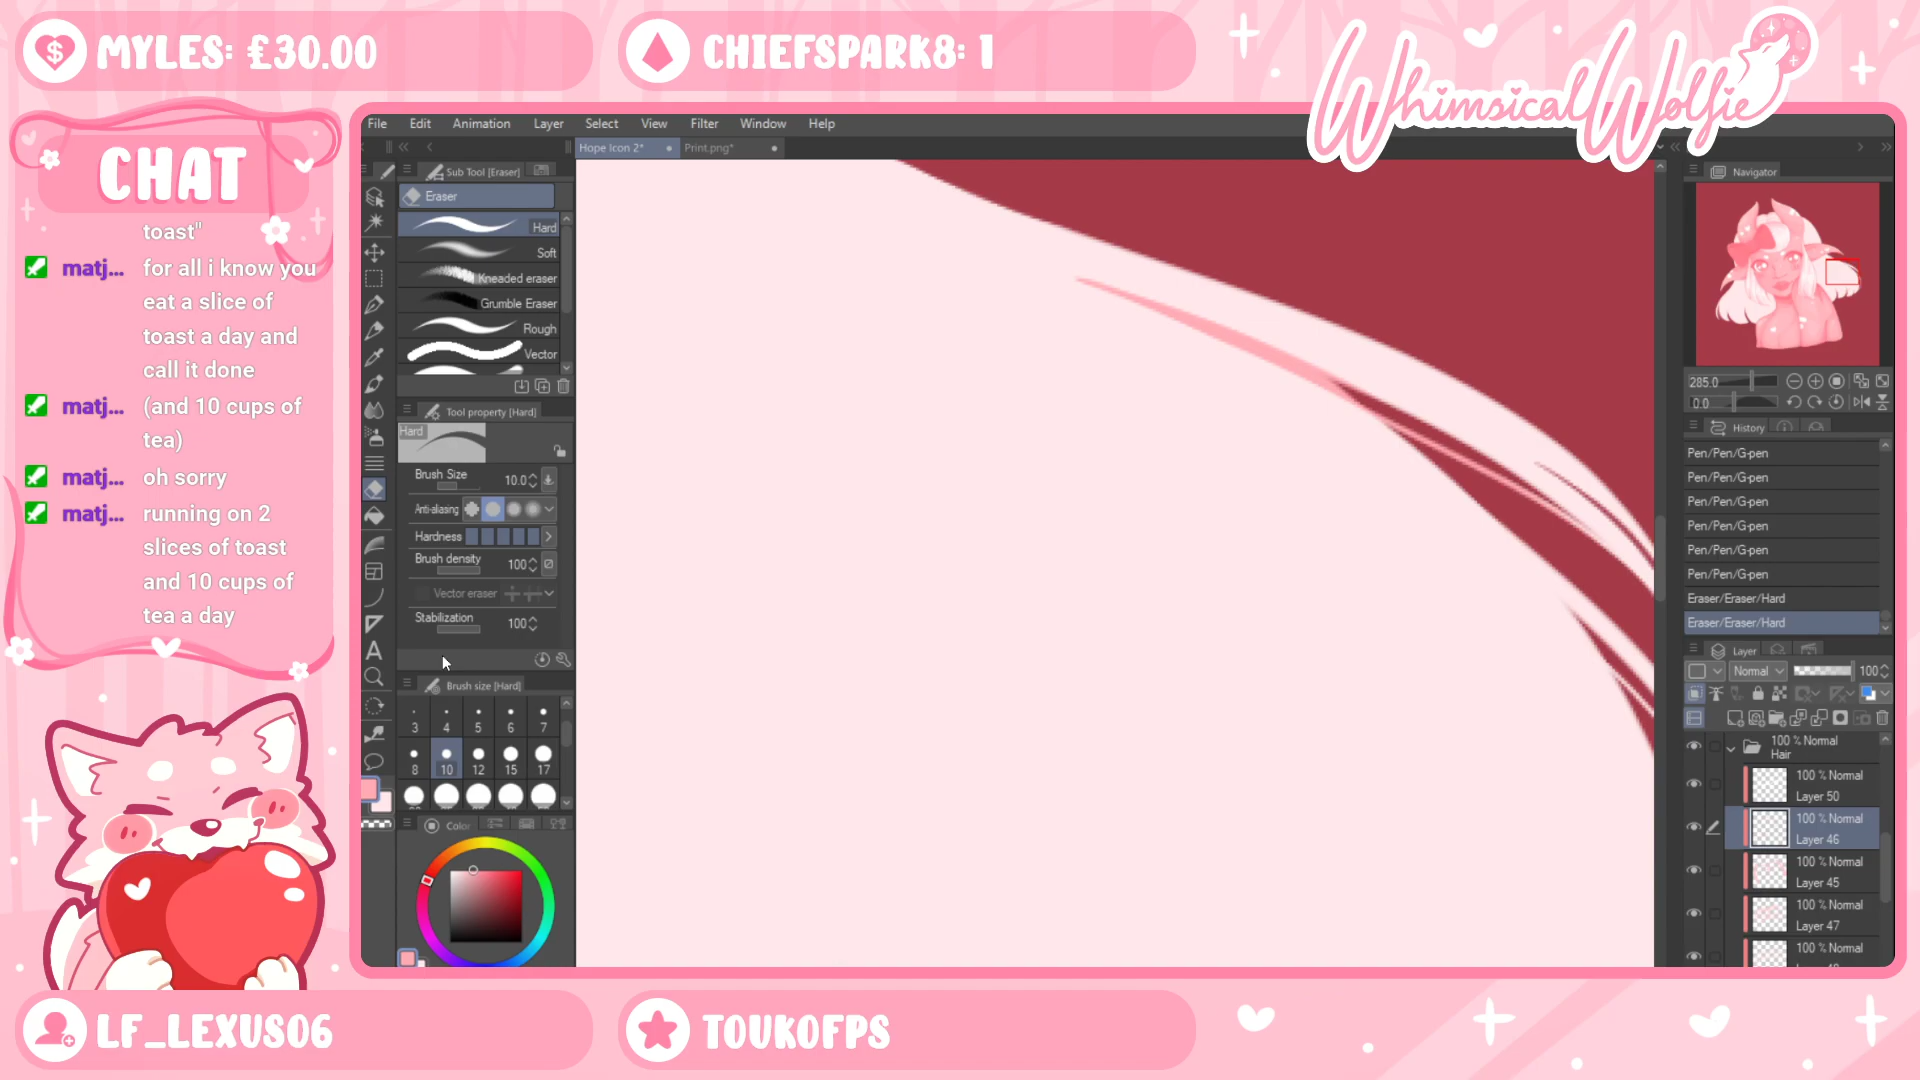 MYLES: £30.00
CHIEFSPARK8: 1
Whimsical Wolfie
CHAT
toast"
matj... for all i know you
eat a slice of
toast a day and
call it done
matj... (and 10 cups of
tea)
matj... oh sorry
matj... running on 2
slices of toast
and 10 cups of
tea a day
File Edit Animation Layer Select View Filter Window Help
Hope Icon 2* Print.png*
Sub Tool [Eraser]
Eraser
Hard
Soft
Kneaded eraser
Grumble Eraser
Rough
Vector
Tool property [Hard]
Hard
Brush Size 10.0
Anti-aliasing
Hardness
Brush density 100
Vector eraser
Stabilization 100
Brush size [Hard]
3 4 5 6 7
8 10 12 15 17
Color
Navigator
285.0
0.0
History
Pen/Pen/G-pen
Pen/Pen/G-pen
Pen/Pen/G-pen
Pen/Pen/G-pen
Pen/Pen/G-pen
Pen/Pen/G-pen
Eraser/Eraser/Hard
Eraser/Eraser/Hard
Layer
Normal 100
100 % Normal
Hair
100 % Normal
Layer 50
100 % Normal
Layer 46
100 % Normal
Layer 45
100 % Normal
Layer 47
100 % Normal
LF_LEXUS06
TOUKOFPS